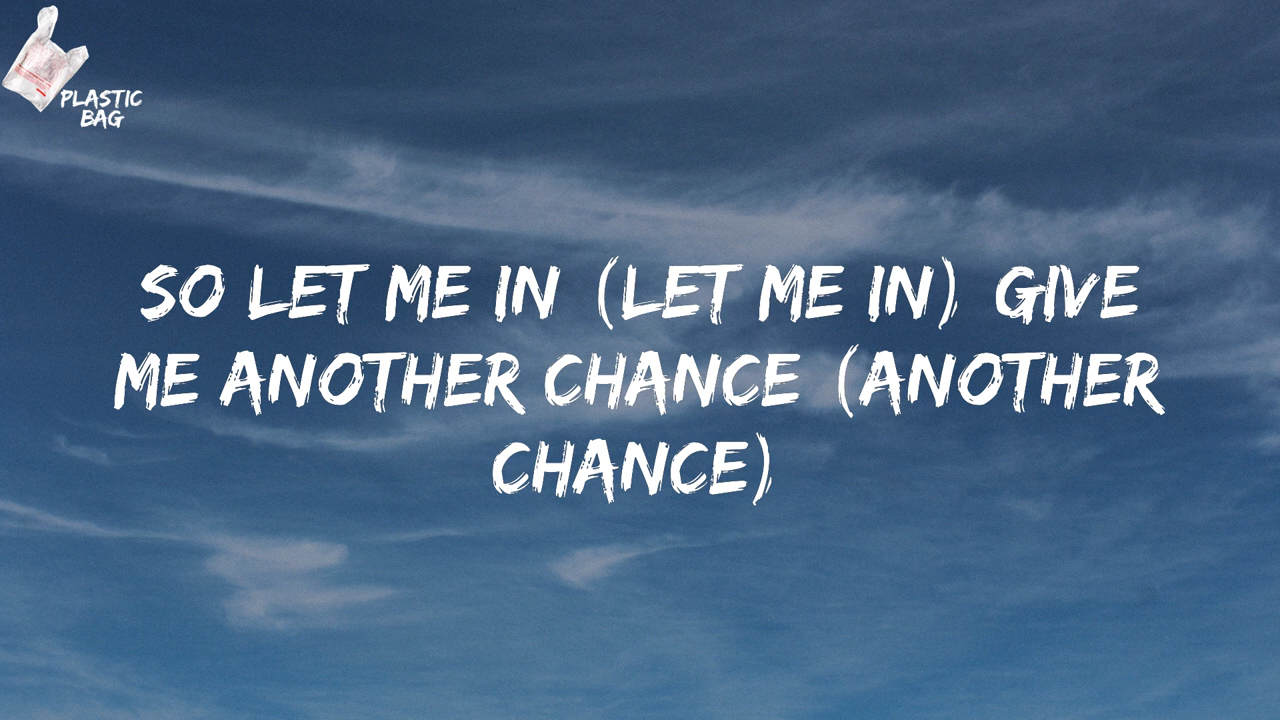 PLASTIC
BAG
SO LET ME IN (LET ME IN) GIVE
ME ANOTHER CHANCE (ANOTHER
CHANCE)